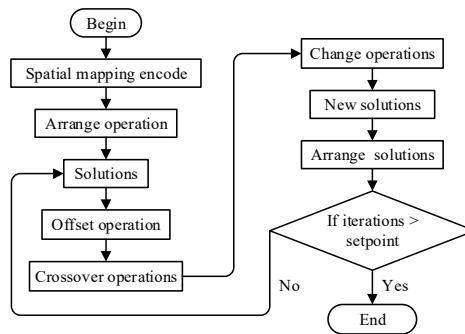 Begin
Spatial mapping encode
Arrange operation
Solutions
Offset operation
Crossover operations
Change operations
New solutions
Arrange solutions
If iterations >
setpoint
No
Yes
End